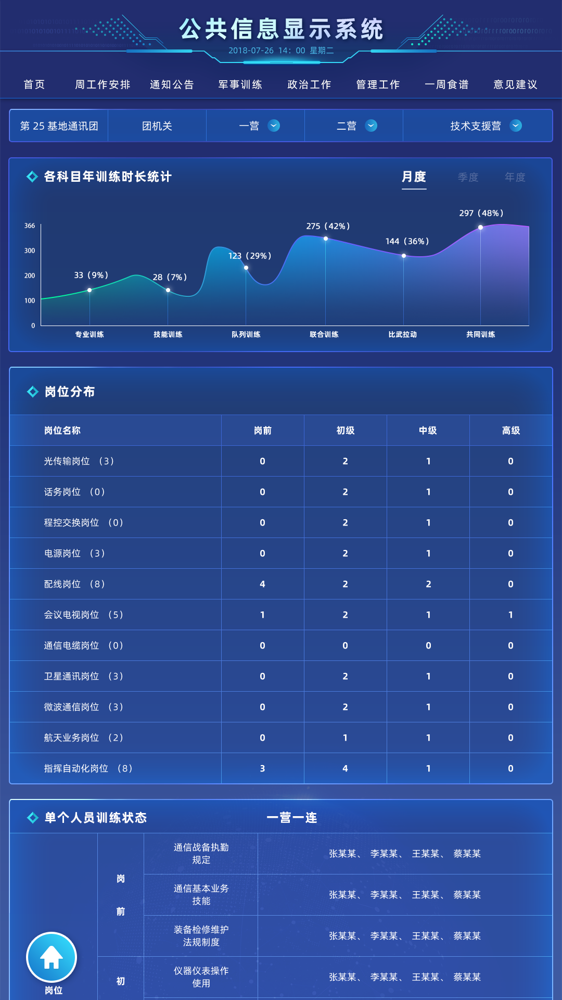 公共信息显示系统
2018-07-26 14：00 星期二
首页 周工作安排 通知公告 军事训练 政治工作 管理工作 一周食谱 意见建议
第 25 基地通讯团 团机关 一营 二营 技术支援营
各科目年训练时长统计 月度 季度 年度
297（48%）
275（42%）
366
144（36%）
300
123（29%）
200
33（9%） 28（7%）
100
0
专业训练 技能训练 队列训练 联合训练 比武拉动 共同训练
岗位分布
岗位名称 岗前 初级 中级 高级
光传输岗位 （3） 0 2 1 0
话务岗位 （0） 0 2 1 0
程控交换岗位 （0） 0 2 1 0
电源岗位 （3） 0 2 1 0
配线岗位 （8） 4 2 2 0
会议电视岗位 （5） 1 2 1 1
通信电缆岗位 （0） 0 0 0 0
卫星通讯岗位 （3） 0 2 1 0
微波通信岗位 （3） 0 2 1 0
航天业务岗位 （2） 0 1 1 0
指挥自动化岗位 （8） 3 4 1 0
单个人员训练状态 一营一连
通信战备执勤
规定
张某某、 李某某、 王某某、 蔡某某
岗
前
通信基本业务
技能
张某某、 李某某、 王某某、 蔡某某
装备检修维护
法规制度
张某某、 李某某、 王某某、 蔡某某
初
仪器仪表操作
使用
张某某、 李某某、 王某某、 蔡某某
岗位